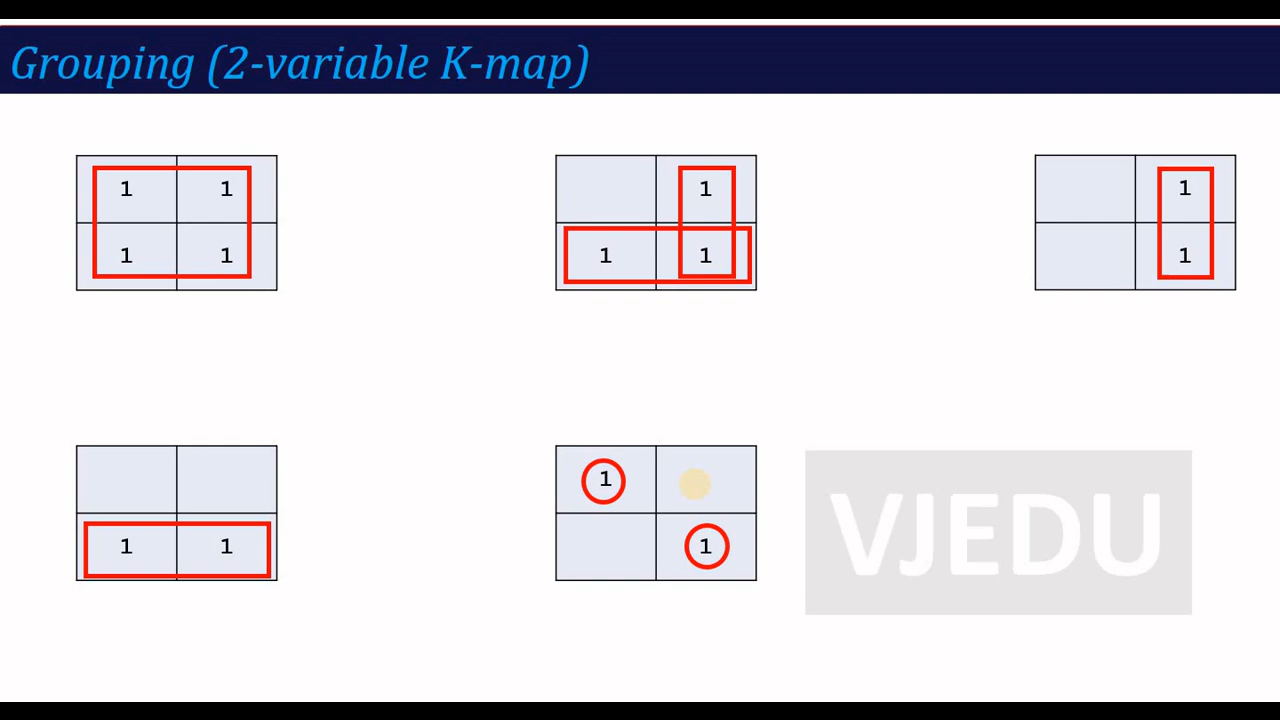 Grouping (2-variable K-map)
1 1 1 1
1 1 1 1 1
1
1 1 1
VJEDU